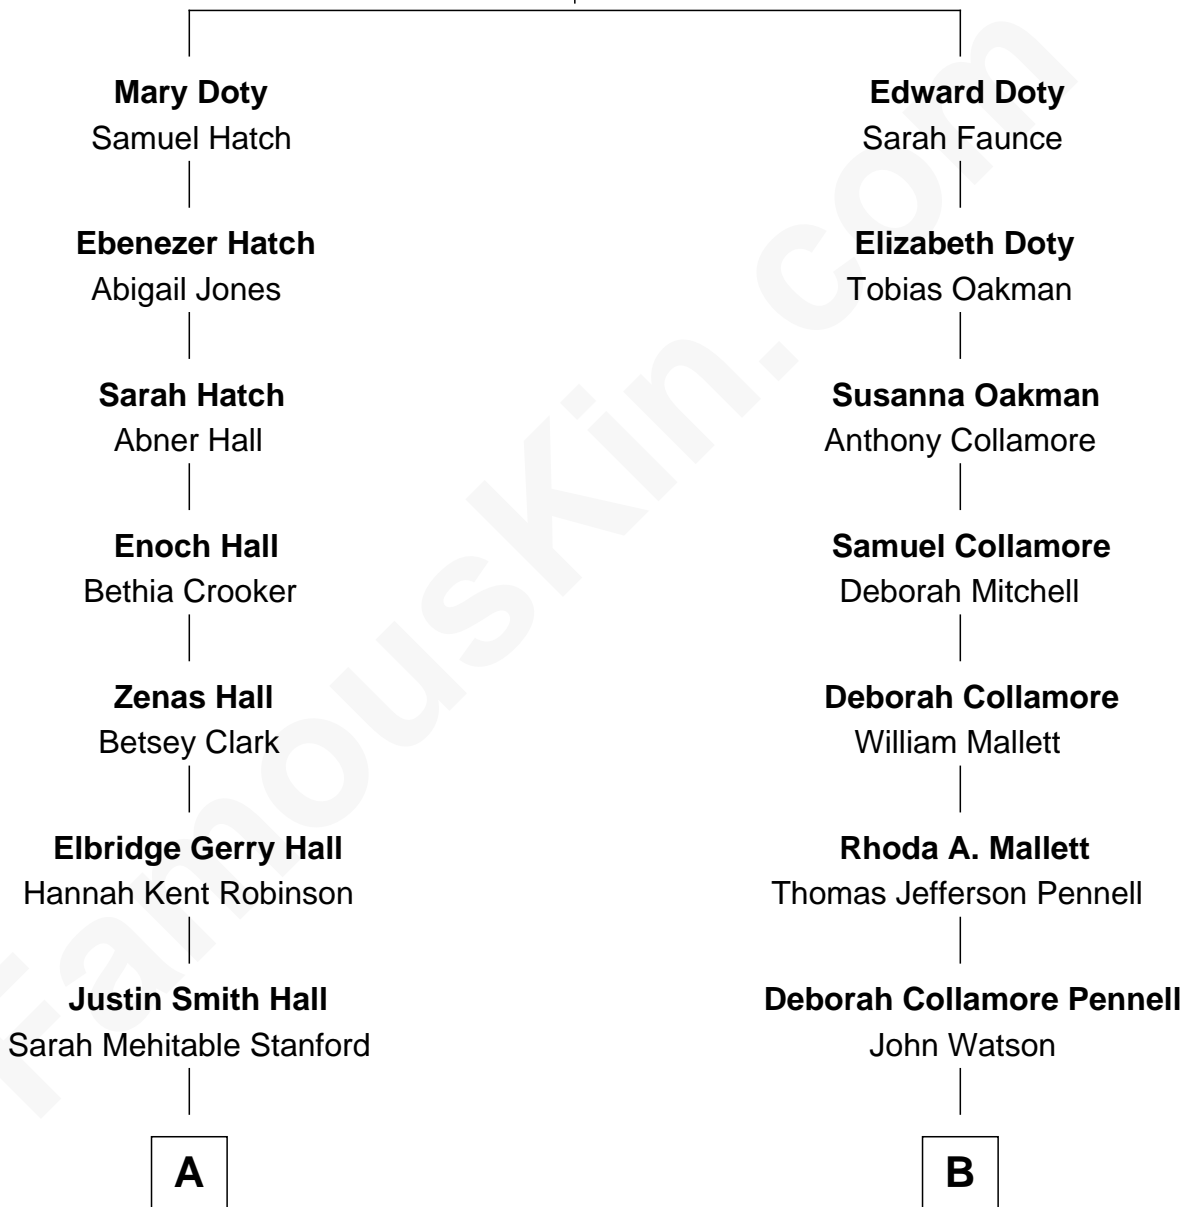 Mary Doty
Samuel Hatch
Edward Doty
Sarah Faunce
Ebenezer Hatch
Abigail Jones
Elizabeth Doty
Tobias Oakman
Sarah Hatch
Abner Hall
Susanna Oakman
Anthony Collamore
Enoch Hall
Bethia Crooker
Samuel Collamore
Deborah Mitchell
Zenas Hall
Betsey Clark
Deborah Collamore
William Mallett
Elbridge Gerry Hall
Hannah Kent Robinson
Rhoda A. Mallett
Thomas Jefferson Pennell
Justin Smith Hall
Sarah Mehitable Stanford
Deborah Collamore Pennell
John Watson
A
B
FamousKin.com